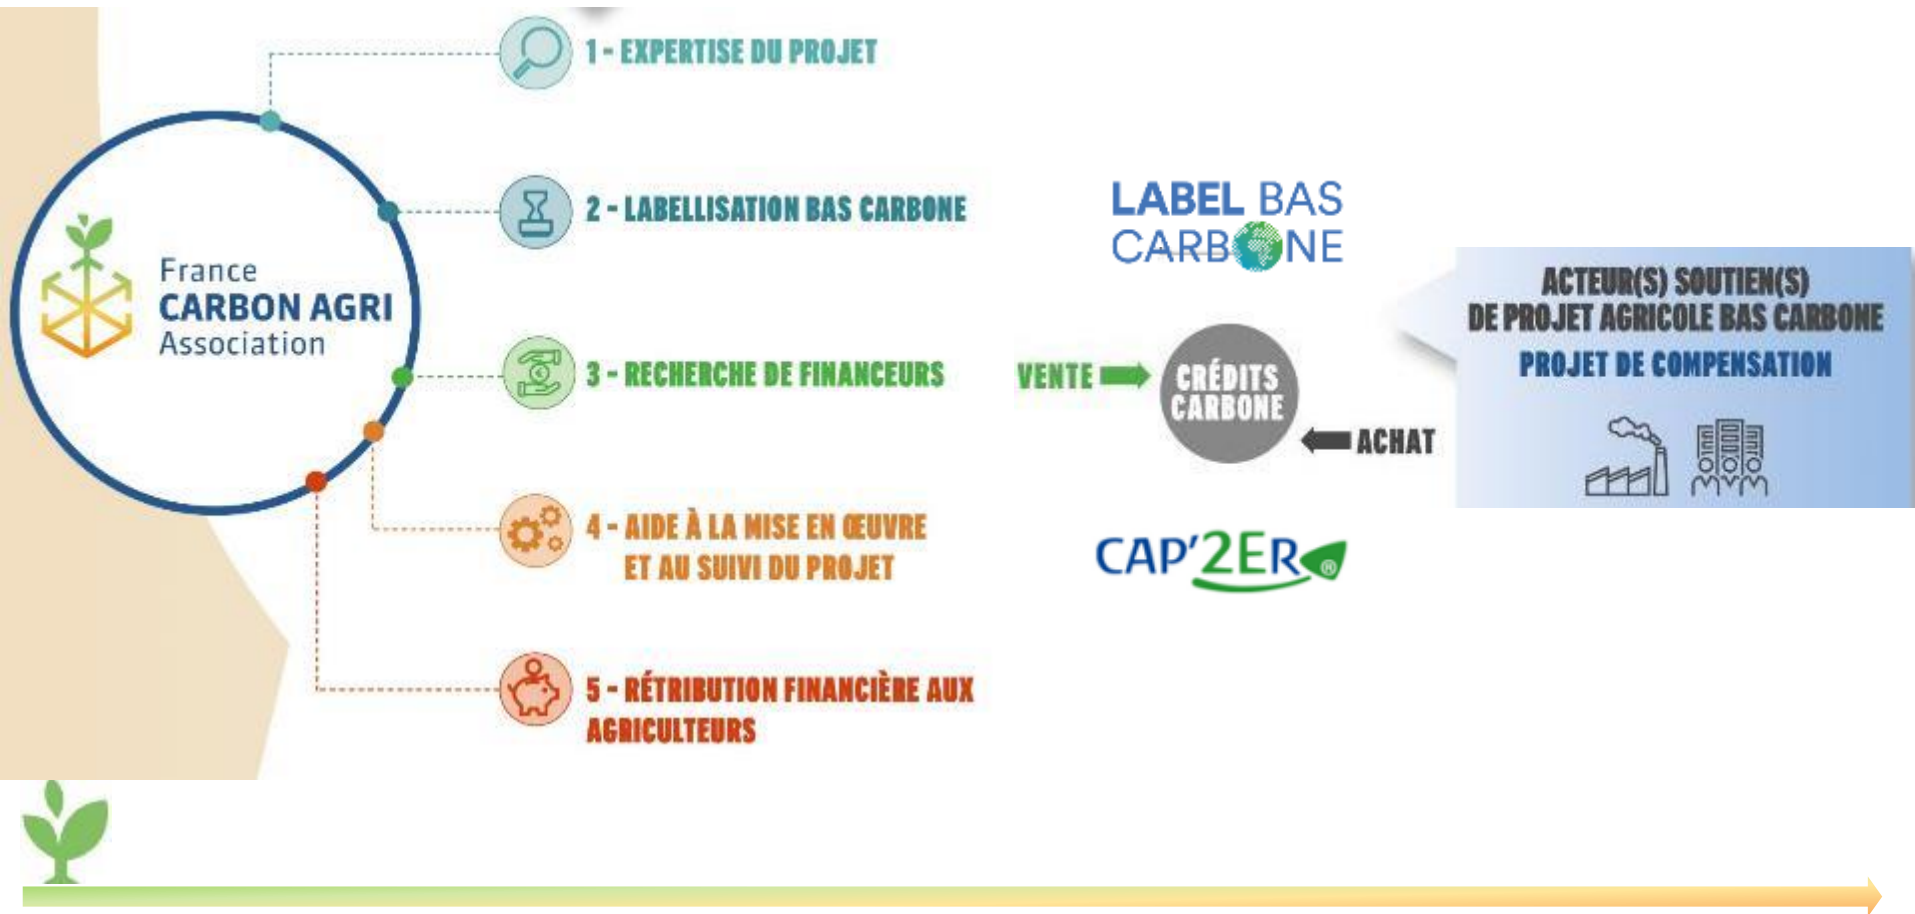 1 - EXPERTISE DU PROJET
2 - LABELLISATION BAS CARBONE
LABEL BAS
CARBONE
France
CARBON AGRI
Association
ACTEUR(S) SOUTIEN(S)
DE PROJET AGRICOLE BAS CARBONE
PROJET DE COMPENSATION
3 - RECHERCHE DE FINANCEURS
VENTE
CRÉDITS
CARBONE
ACHAT
4 - AIDE À LA MISE EN ŒUVRE
ET AU SUIVI DU PROJET
CAP'2ER®
5 - RÉTRIBUTION FINANCIÈRE AUX
AGRICULTEURS